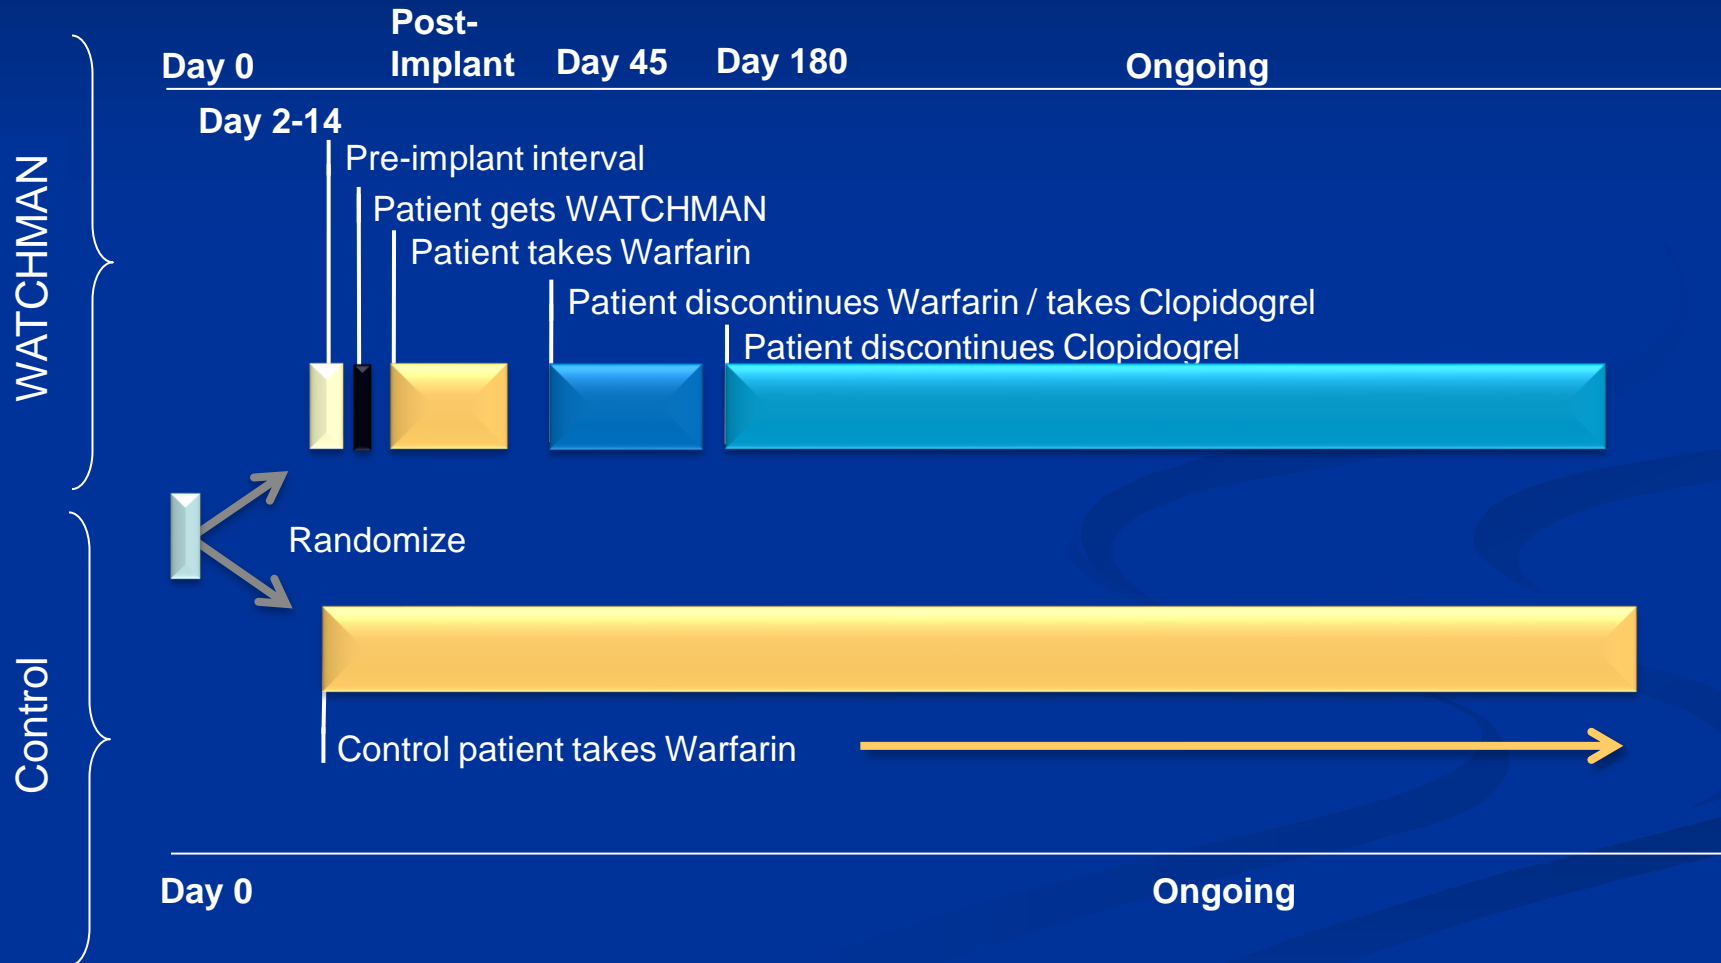 WATCHMAN
Post-
Implant
Day 0
Day 45
Day 180
Ongoing
Day 2-14
Pre-implant interval
Patient gets WATCHMAN
Patient takes Warfarin
Patient discontinues Warfarin / takes Clopidogrel
Patient discontinues Clopidogrel
Randomize
Control
Control patient takes Warfarin
Day 0
Ongoing